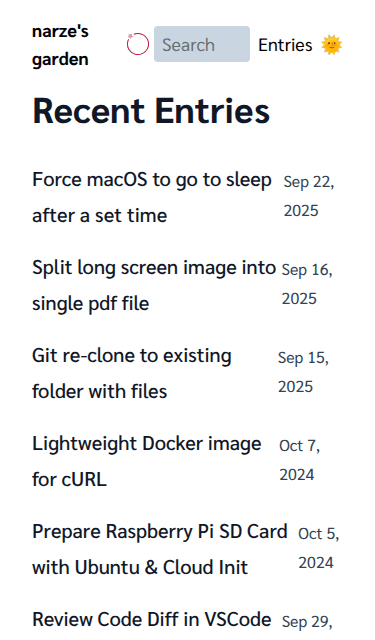 narze's
garden
Search
Entries
Recent Entries
Force macOS to go to sleep
after a set time
Sep 22,
2025
Split long screen image into
single pdf file
Sep 16,
2025
Git re-clone to existing
folder with files
Sep 15,
2025
Lightweight Docker image
for cURL
Oct 7,
2024
Prepare Raspberry Pi SD Card
with Ubuntu & Cloud Init
Oct 5,
2024
Review Code Diff in VSCode
Sep 29,